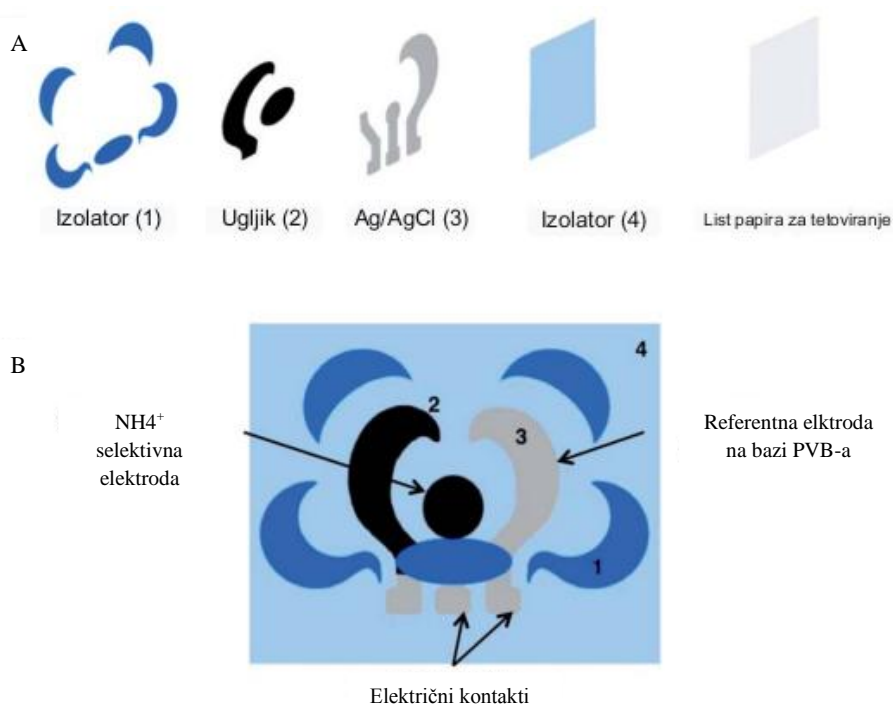 A
Izolator (1)
Ugljik (2)
Ag/AgCl (3)
Izolator (4)
List papira za tetoviranje
B
4
2
3
1
NH4+
selektivna
elektroda
Referentna elktroda
na bazi PVB-a
Električni kontakti